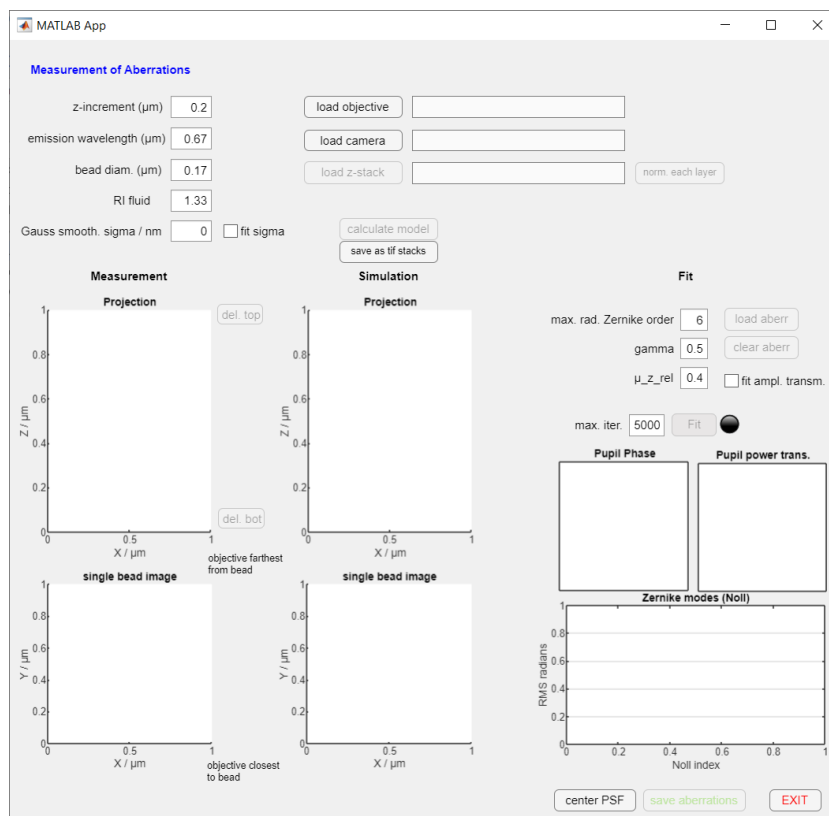 MATLAB App
Measurement of Aberrations
z-increment (µm) 0.2 load objective
emission wavelength (µm) 0.67 load camera
bead diam. (µm) 0.17 load z-stack norm. each layer
RI fluid 1.33
Gauss smooth. sigma / nm 0 fit sigma calculate model
save as tif stacks
Measurement Simulation Fit
Projection
del. top
1
0.8
0.6
0.4
0.2
0
Z / µm
0 0.5 1
X / µm
del. bot
objective farthest
from bead
Projection
1
0.8
0.6
0.4
0.2
0
Z / µm
0 0.5 1
X / µm
max. rad. Zernike order 6 load aberr
gamma 0.5 clear aberr
µ_z_rel 0.4 fit ampl. transm.
max. iter. 5000 Fit
Pupil Phase Pupil power trans.
single bead image
1
0.8
0.6
0.4
0.2
0
Y / µm
0 0.5 1
X / µm
objective closest
to bead
single bead image
1
0.8
0.6
0.4
0.2
0
Y / µm
0 0.5 1
X / µm
Zernike modes (Noll)
1
0.8
0.6
0.4
0.2
0
RMS radians
0 0.2 0.4 0.6 0.8 1
Noll index
center PSF save aberrations EXIT